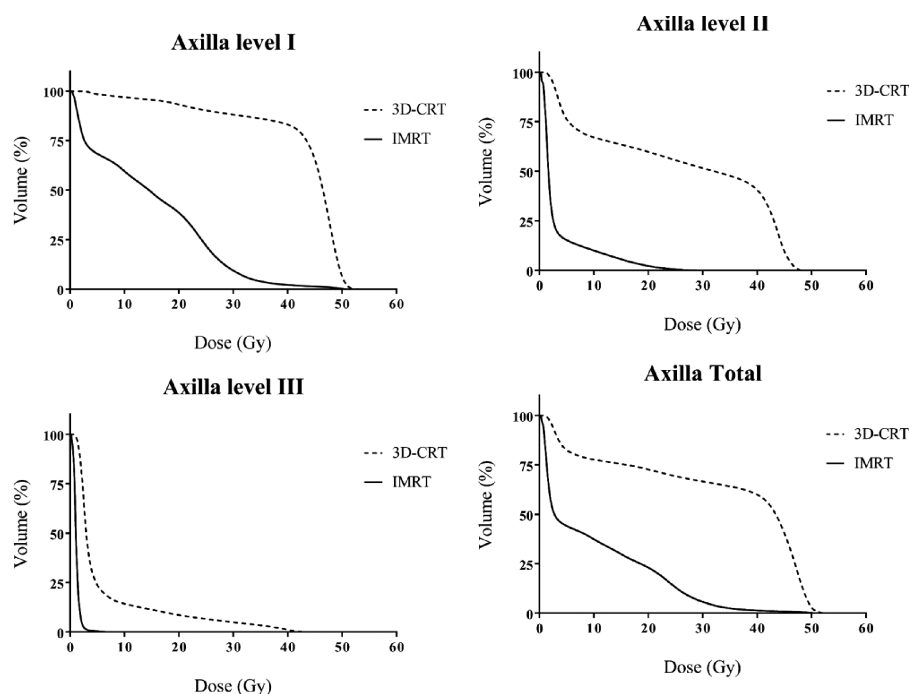 Axilla level I
100
75
50
25
0
Volume (%)
0 10 20 30 40 50 60
Dose (Gy)
3D-CRT
IMRT
Axilla level II
100
75
50
25
0
Volume (%)
0 10 20 30 40 50 60
Dose (Gy)
3D-CRT
IMRT
Axilla level III
100
75
50
25
0
Volume (%)
0 10 20 30 40 50 60
Dose (Gy)
3D-CRT
IMRT
Axilla Total
100
75
50
25
0
Volume (%)
0 10 20 30 40 50 60
Dose (Gy)
3D-CRT
IMRT